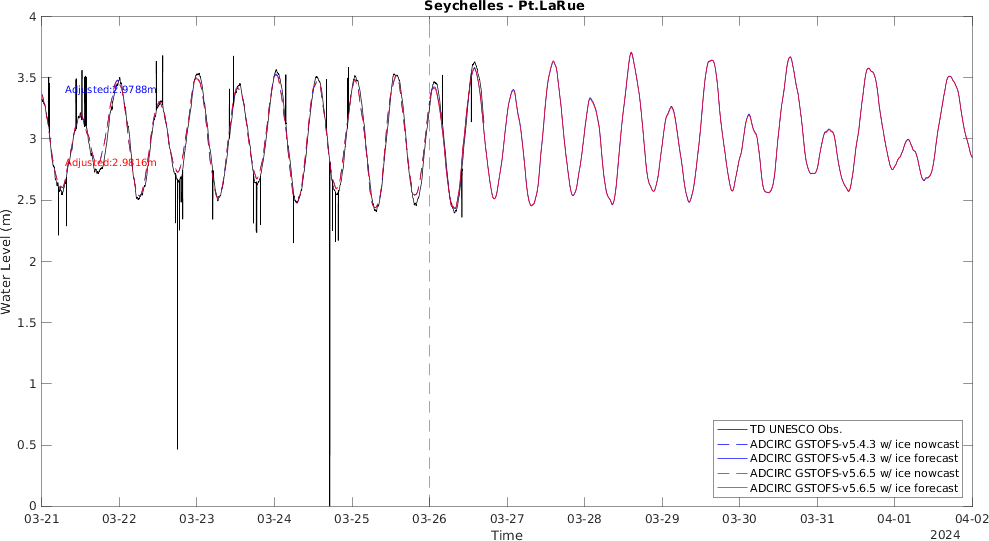 Seychelles - Pt.LaRue
4
3.5
3
2.5
2
1.5
1
0.5
0
Water Level (m)
Adjusted:2.9788m
Adjusted:2.9816m
TD UNESCO Obs.
ADCIRC GSTOFS-v5.4.3 w/ ice nowcast
ADCIRC GSTOFS-v5.4.3 w/ ice forecast
ADCIRC GSTOFS-v5.6.5 w/ ice nowcast
ADCIRC GSTOFS-v5.6.5 w/ ice forecast
03-21 03-22 03-23 03-24 03-25 03-26 03-27 03-28 03-29 03-30 03-31 04-01 04-02
Time
2024